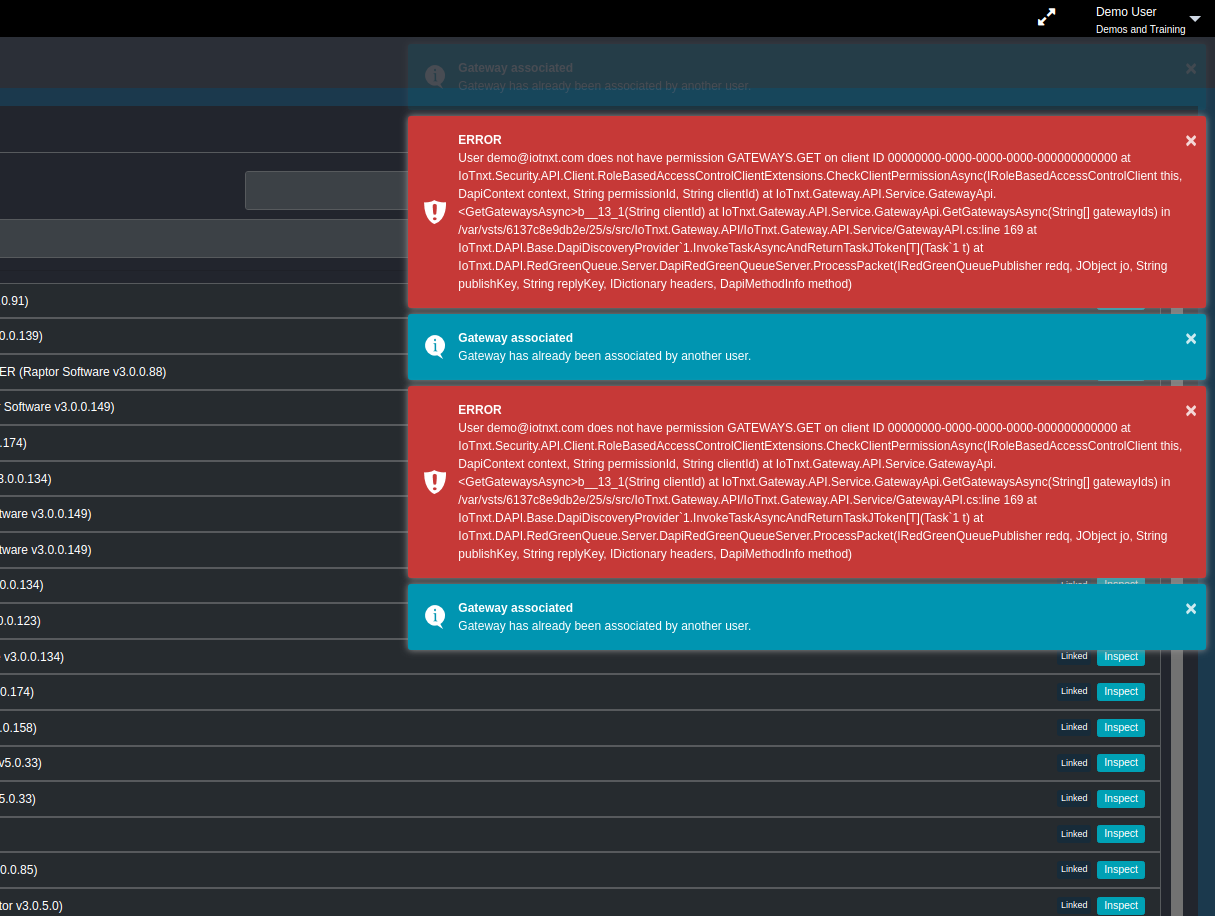 Demo User
Demos and Training
Gateway associated
Gateway has already been associated by another user.
ERROR
User demo@iotnxt.com does not have permission GATEWAYS.GET on client ID 00000000-0000-0000-0000-000000000000 at
IoTnxt.Security.API.Client.RoleBasedAccessControlClientExtensions.CheckClientPermissionAsync(IRoleBasedAccessControlClient this,
DapiContext context, String permissionId, String clientId) at IoTnxt.Gateway.API.Service.GatewayApi.
<GetGatewaysAsync>b__13_1(String clientId) at IoTnxt.Gateway.API.Service.GatewayApi.GetGatewaysAsync(String[] gatewayIds) in
/var/vsts/6137c8e9db2e/25/s/src/IoTnxt.Gateway.API/IoTnxt.Gateway.API.Service/GatewayAPI.cs:line 169 at
IoTnxt.DAPI.Base.DapiDiscoveryProvider`1.InvokeTaskAsyncAndReturnTaskJToken[T](Task`1 t) at
IoTnxt.DAPI.RedGreenQueue.Server.DapiRedGreenQueueServer.ProcessPacket(IRedGreenQueuePublisher redq, JObject jo, String
publishKey, String replyKey, IDictionary headers, DapiMethodInfo method)
Gateway associated
Gateway has already been associated by another user.
ERROR
User demo@iotnxt.com does not have permission GATEWAYS.GET on client ID 00000000-0000-0000-0000-000000000000 at
IoTnxt.Security.API.Client.RoleBasedAccessControlClientExtensions.CheckClientPermissionAsync(IRoleBasedAccessControlClient this,
DapiContext context, String permissionId, String clientId) at IoTnxt.Gateway.API.Service.GatewayApi.
<GetGatewaysAsync>b__13_1(String clientId) at IoTnxt.Gateway.API.Service.GatewayApi.GetGatewaysAsync(String[] gatewayIds) in
/var/vsts/6137c8e9db2e/25/s/src/IoTnxt.Gateway.API/IoTnxt.Gateway.API.Service/GatewayAPI.cs:line 169 at
IoTnxt.DAPI.Base.DapiDiscoveryProvider`1.InvokeTaskAsyncAndReturnTaskJToken[T](Task`1 t) at
IoTnxt.DAPI.RedGreenQueue.Server.DapiRedGreenQueueServer.ProcessPacket(IRedGreenQueuePublisher redq, JObject jo, String
publishKey, String replyKey, IDictionary headers, DapiMethodInfo method)
Gateway associated
Gateway has already been associated by another user.
0.91)
0.0.139)
ER (Raptor Software v3.0.0.88)
Software v3.0.0.149)
.174)
3.0.0.134)
tware v3.0.0.149)
tware v3.0.0.149)
0.0.134) Linked Inspect
0.0.123)
v3.0.0.134) Linked Inspect
0.174) Linked Inspect
.0.158) Linked Inspect
v5.0.33) Linked Inspect
5.0.33) Linked Inspect
Linked Inspect
0.0.85) Linked Inspect
tor v3.0.5.0) Linked Inspect